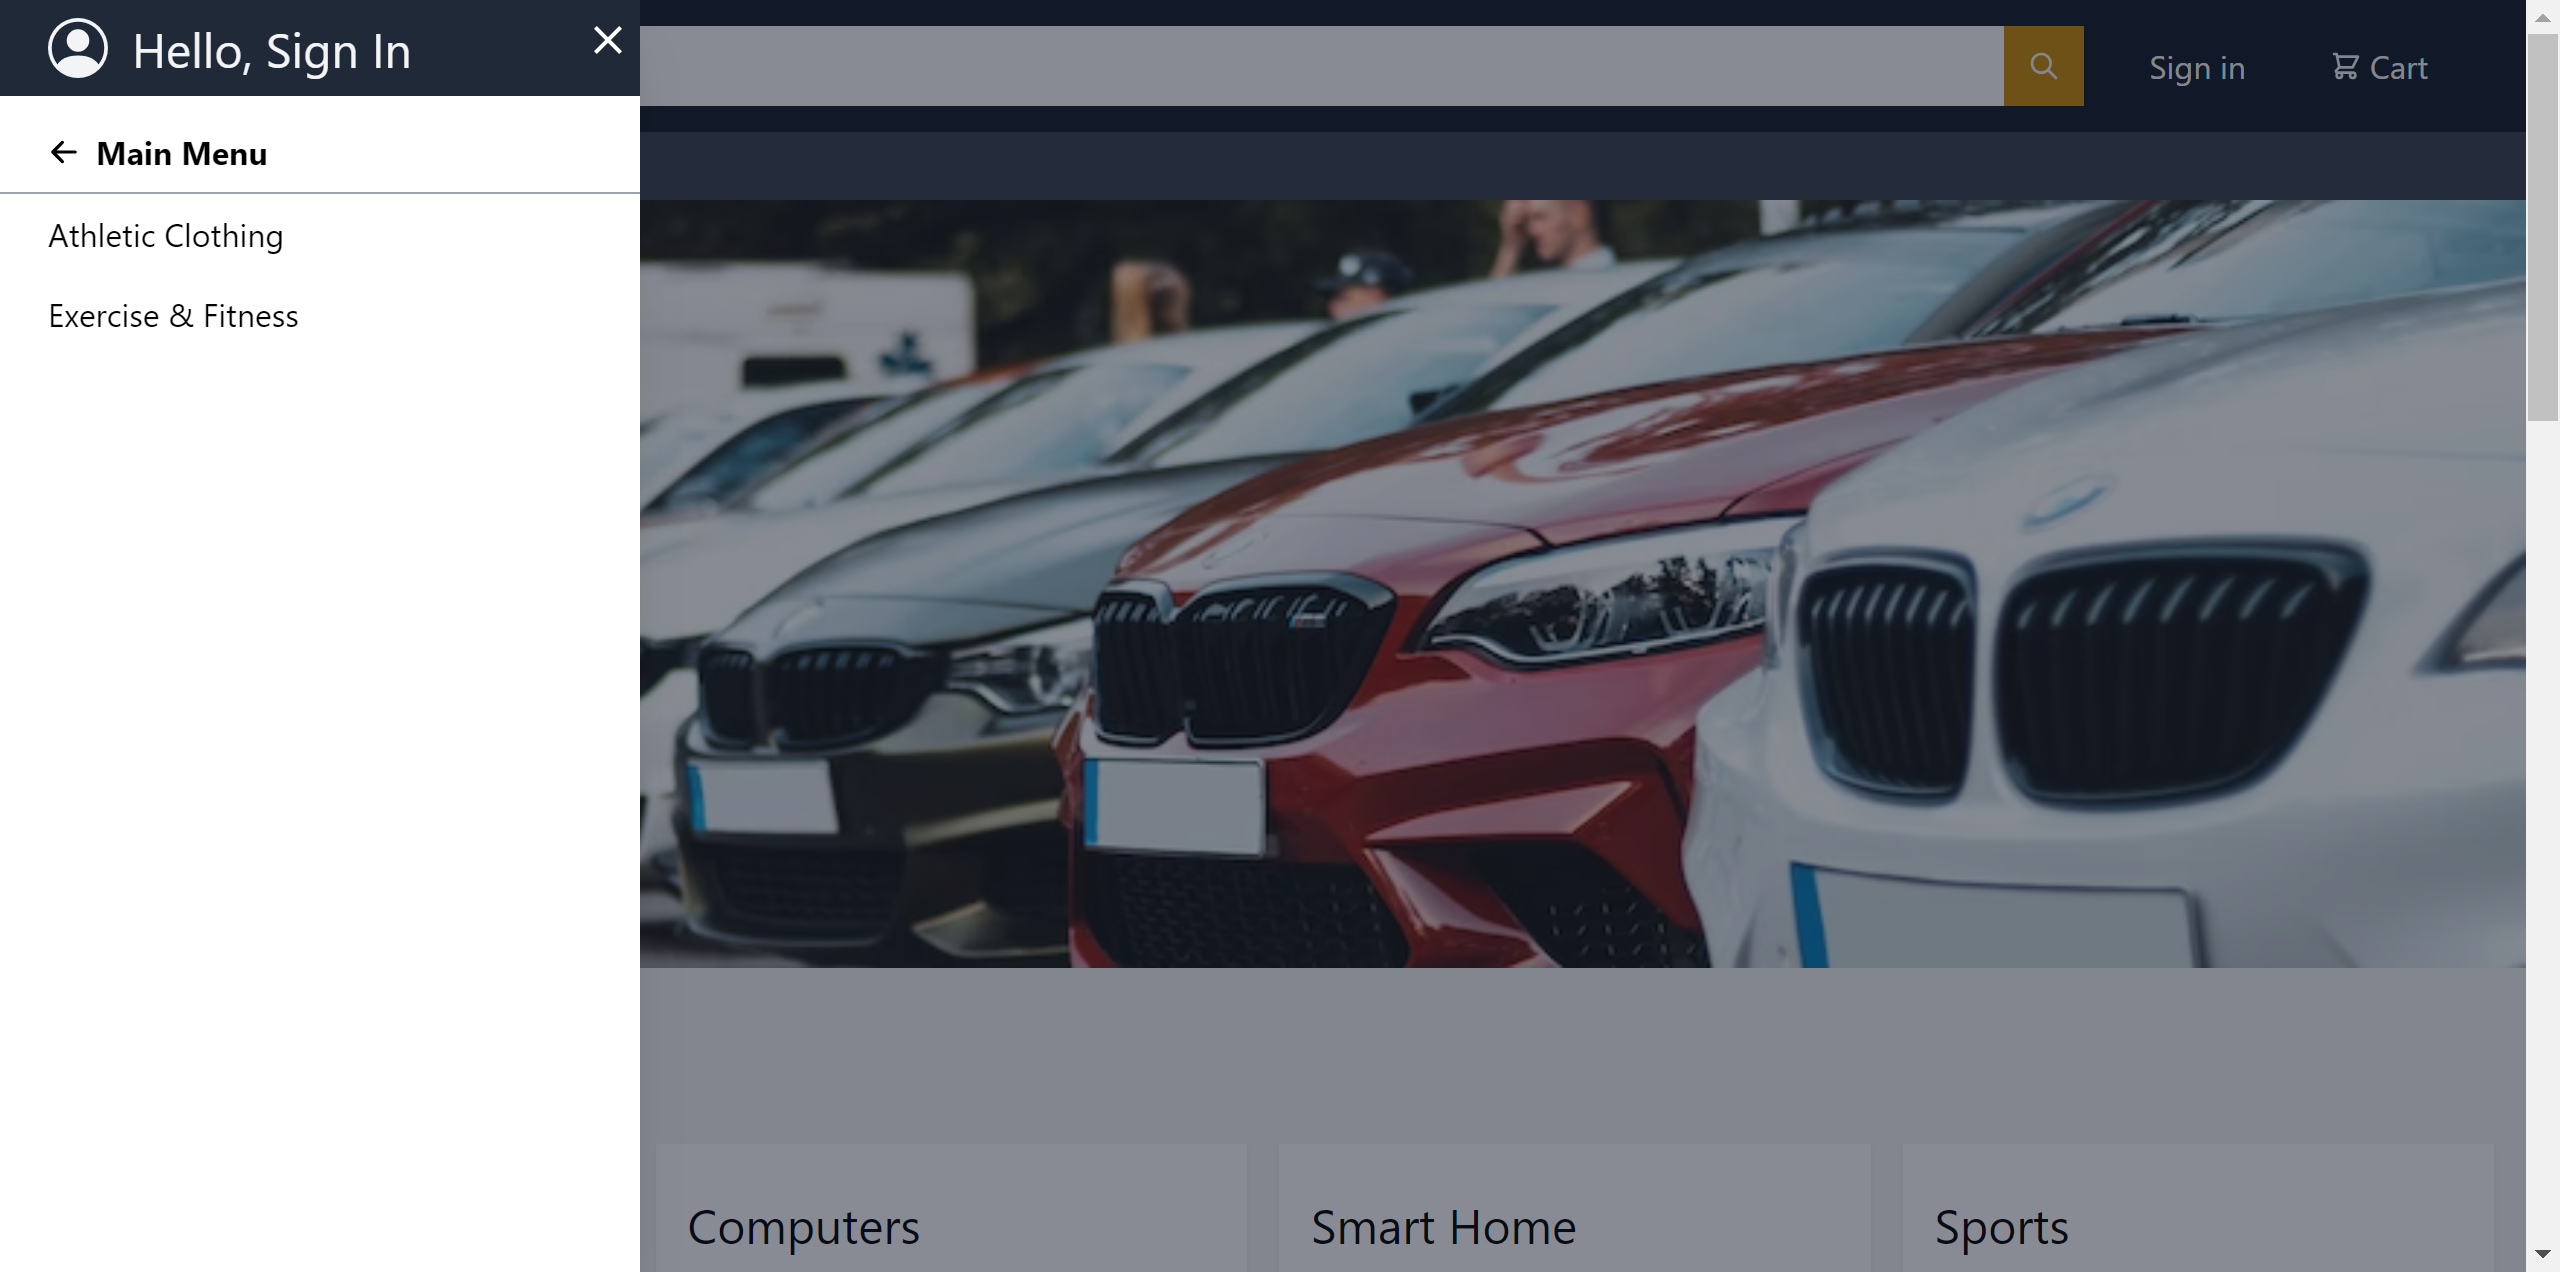 Hello, Sign In
Sign in
Cart
Main Menu
Athletic Clothing
Exercise & Fitness
Computers
Smart Home
Sports